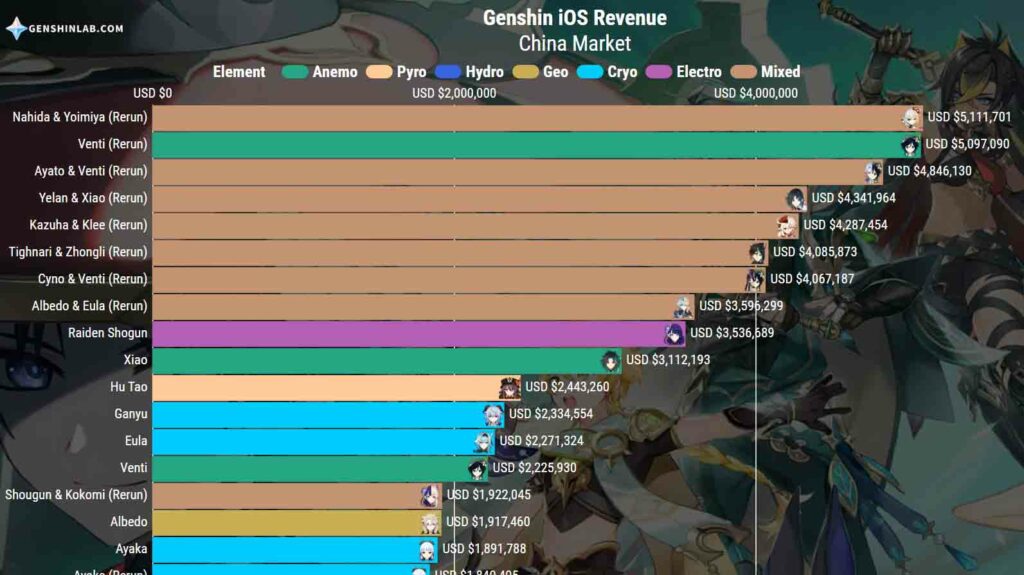 GENSHINLAB.COM
Genshin iOS Revenue
China Market
Element Anemo Pyro Hydro Geo Cryo Electro Mixed
USD $0 USD $2,000,000 USD $4,000,000
Nahida & Yoimiya (Rerun) USD $5,111,701
Venti (Rerun) USD $5,097,090
Ayato & Venti (Rerun) USD $4,846,130
Yelan & Xiao (Rerun) USD $4,341,964
Kazuha & Klee (Rerun) USD $4,287,454
Tighnari & Zhongli (Rerun) USD $4,085,873
Cyno & Venti (Rerun) USD $4,067,187
Albedo & Eula (Rerun) USD $3,596,299
Raiden Shogun USD $3,536,689
Xiao USD $3,112,193
Hu Tao USD $2,443,260
Ganyu USD $2,334,554
Eula USD $2,271,324
Venti USD $2,225,930
Shougun & Kokomi (Rerun) USD $1,922,045
Albedo USD $1,917,460
Ayaka USD $1,891,788
(Rerun) USD